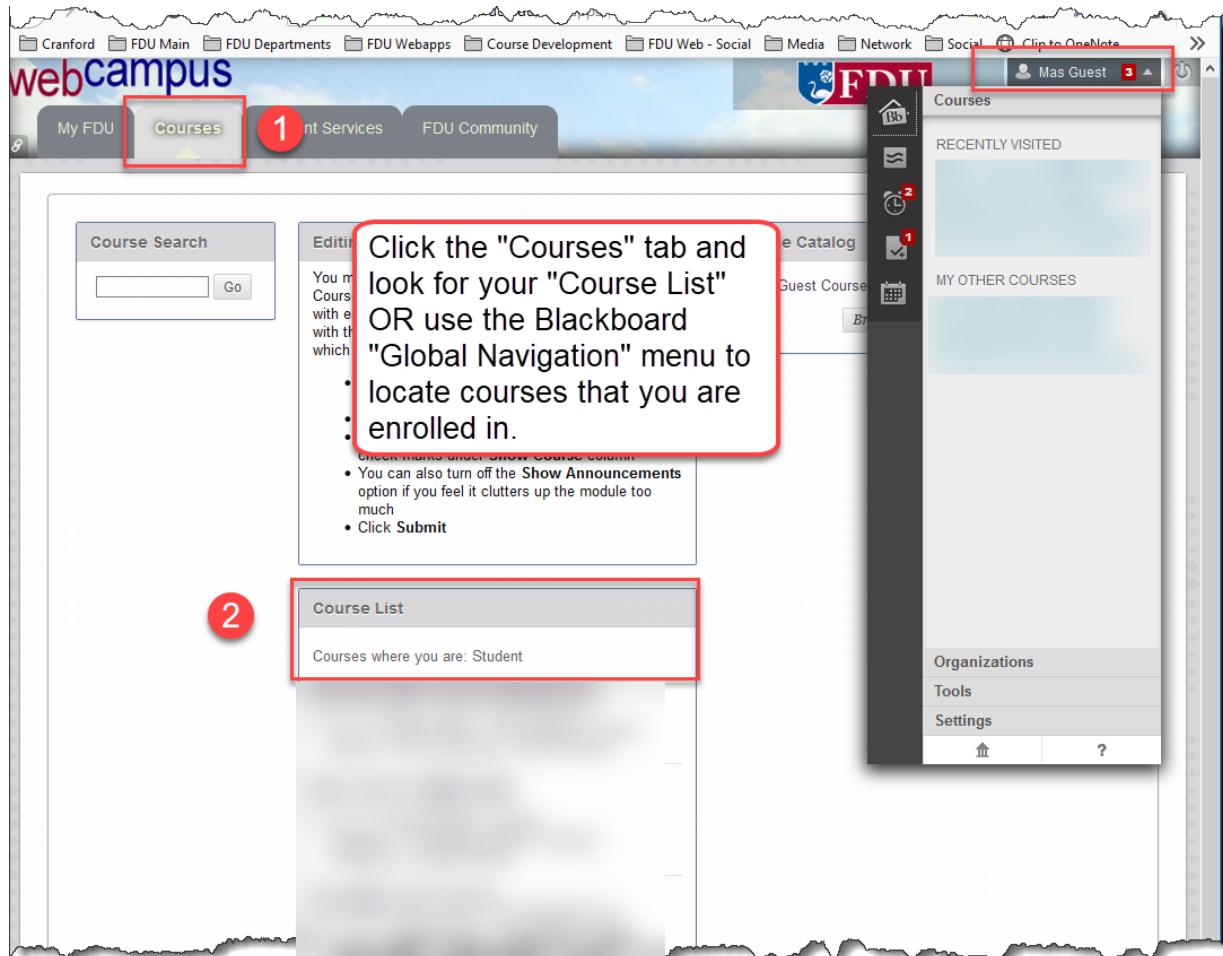 Cranford FDU Main FDU Departments FDU Webapps Course Development FDU Web - Social Media Network Social Clip to OneNote »
webcampus
FDU
Mas Guest 3
My FDU Courses 1 nt Services FDU Community
Course Search
Go
Editin
You m
Cours
with e
with th
which
check marks under Show Course column
• You can also turn off the Show Announcements
option if you feel it clutters up the module too
much
• Click Submit
Click the "Courses" tab and
look for your "Course List"
OR use the Blackboard
"Global Navigation" menu to
locate courses that you are
enrolled in.
e Catalog
Guest Course
Br
2
Course List
Courses where you are: Student
Bb
2
1
Courses
RECENTLY VISITED
MY OTHER COURSES
Organizations
Tools
Settings
?